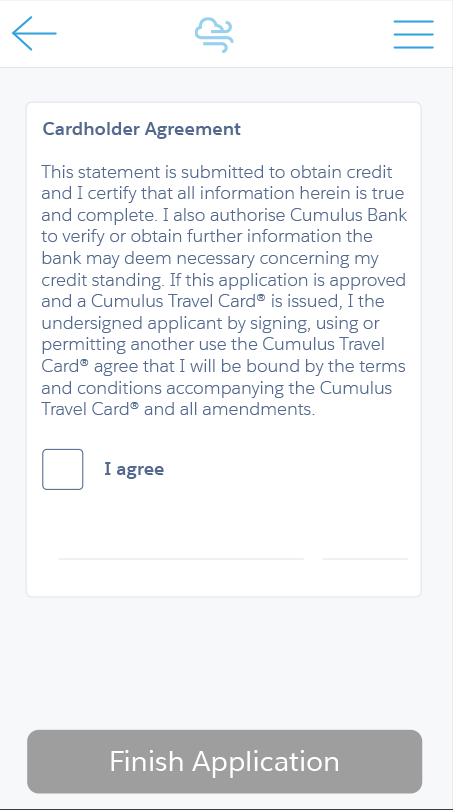 Cardholder Agreement
This statement is submitted to obtain credit
and I certify that all information herein is true
and complete. I also authorise Cumulus Bank
to verify or obtain further information the
bank may deem necessary concerning my
credit standing. If this application is approved
and a Cumulus Travel Card® is issued, I the
undersigned applicant by signing, using or
permitting another use the Cumulus Travel
Card® agree that I will be bound by the terms
and conditions accompanying the Cumulus
Travel Card® and all amendments.
I agree
Finish Application